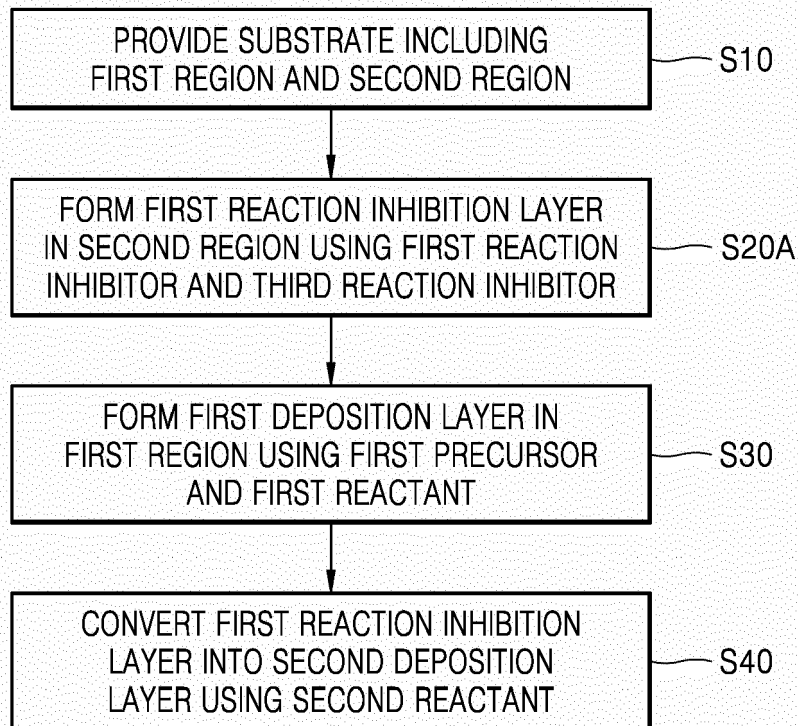 PROVIDE SUBSTRATE INCLUDING
FIRST REGION AND SECOND REGION
S10
FORM FIRST REACTION INHIBITION LAYER
IN SECOND REGION USING FIRST REACTION
INHIBITOR AND THIRD REACTION INHIBITOR
S20A
FORM FIRST DEPOSITION LAYER IN
FIRST REGION USING FIRST PRECURSOR
AND FIRST REACTANT
S30
CONVERT FIRST REACTION INHIBITION
LAYER INTO SECOND DEPOSITION
LAYER USING SECOND REACTANT
S40